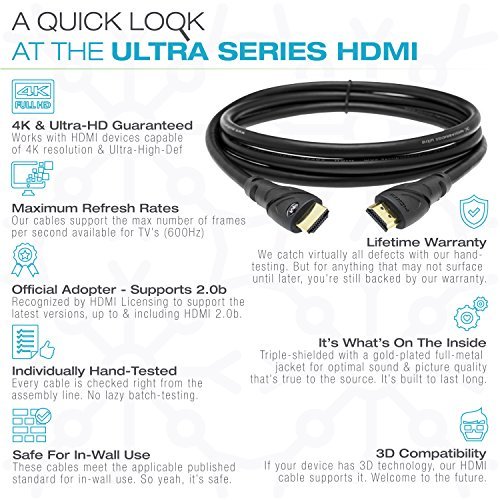 A QUICK LOOK
AT THE ULTRA SERIES HDMI
4K
FULL HD
4K & Ultra-HD Guaranteed
Works with HDMI devices capable
of 4K resolution & Ultra-High-Def
Maximum Refresh Rates
Our cables support the max number of frames
per second available for TV's (600Hz)
Official Adopter - Supports 2.0b
Recognized by HDMI Licensing to support the
latest versions, up to & including HDMI 2.0b.
Individually Hand-Tested
Every cable is checked right from the
assembly line. No lazy batch-testing.
Safe For In-Wall Use
These cables meet the applicable published
standard for in-wall use. So yeah, it's safe.
Lifetime Warranty
We catch virtually all defects with our hand-
testing. But for anything that may not surface
until later, you're still backed by our warranty.
It's What's On The Inside
Triple-shielded with a gold-plated full-metal
jacket for optimal sound & picture quality
that's true to the source. It's built to last long.
3D
3D Compatibility
If your device has 3D technology, our HDMI
cable supports it. Welcome to the future.